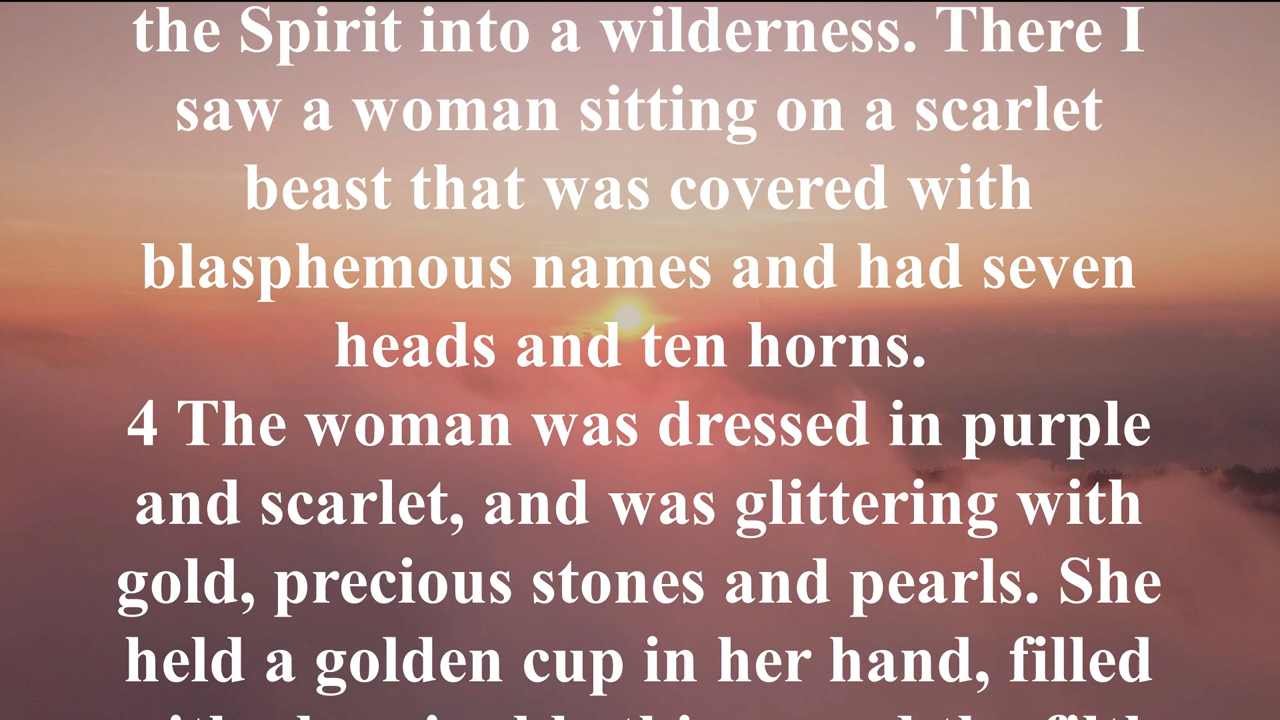 the Spirit into a wilderness. There I
saw a woman sitting on a scarlet
beast that was covered with
blasphemous names and had seven
heads and ten horns.
4 The woman was dressed in purple
and scarlet, and was glittering with
gold, precious stones and pearls. She
held a golden cup in her hand, filled